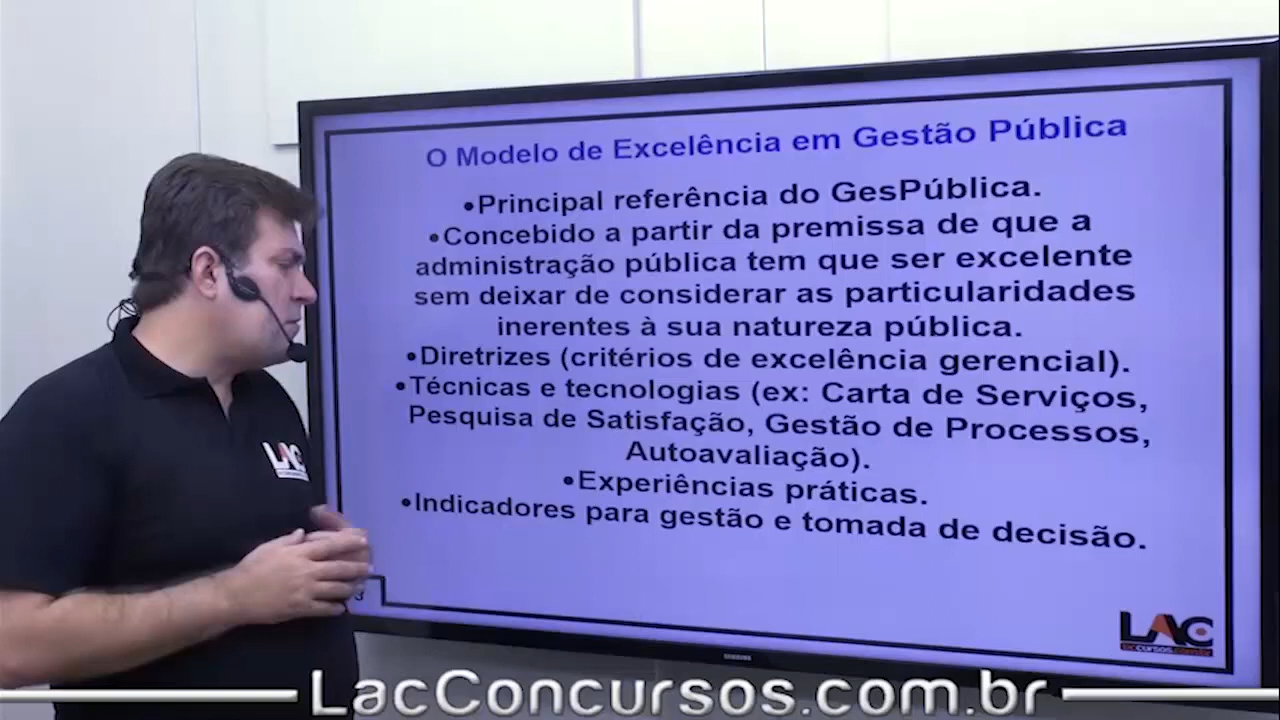 O Modelo de Excelência em Gestão Pública
•Principal referência do GesPública.
•Concebido a partir da premissa de que a
administração pública tem que ser excelente
sem deixar de considerar as particularidades
inerentes à sua natureza pública.
•Diretrizes (critérios de excelência gerencial).
•Técnicas e tecnologias (ex: Carta de Serviços,
Pesquisa de Satisfação, Gestão de Processos,
Autoavaliação).
•Experiências práticas.
•Indicadores para gestão e tomada de decisão.
LAC
LAC
SAMSUNG
LacConcursos.com.br